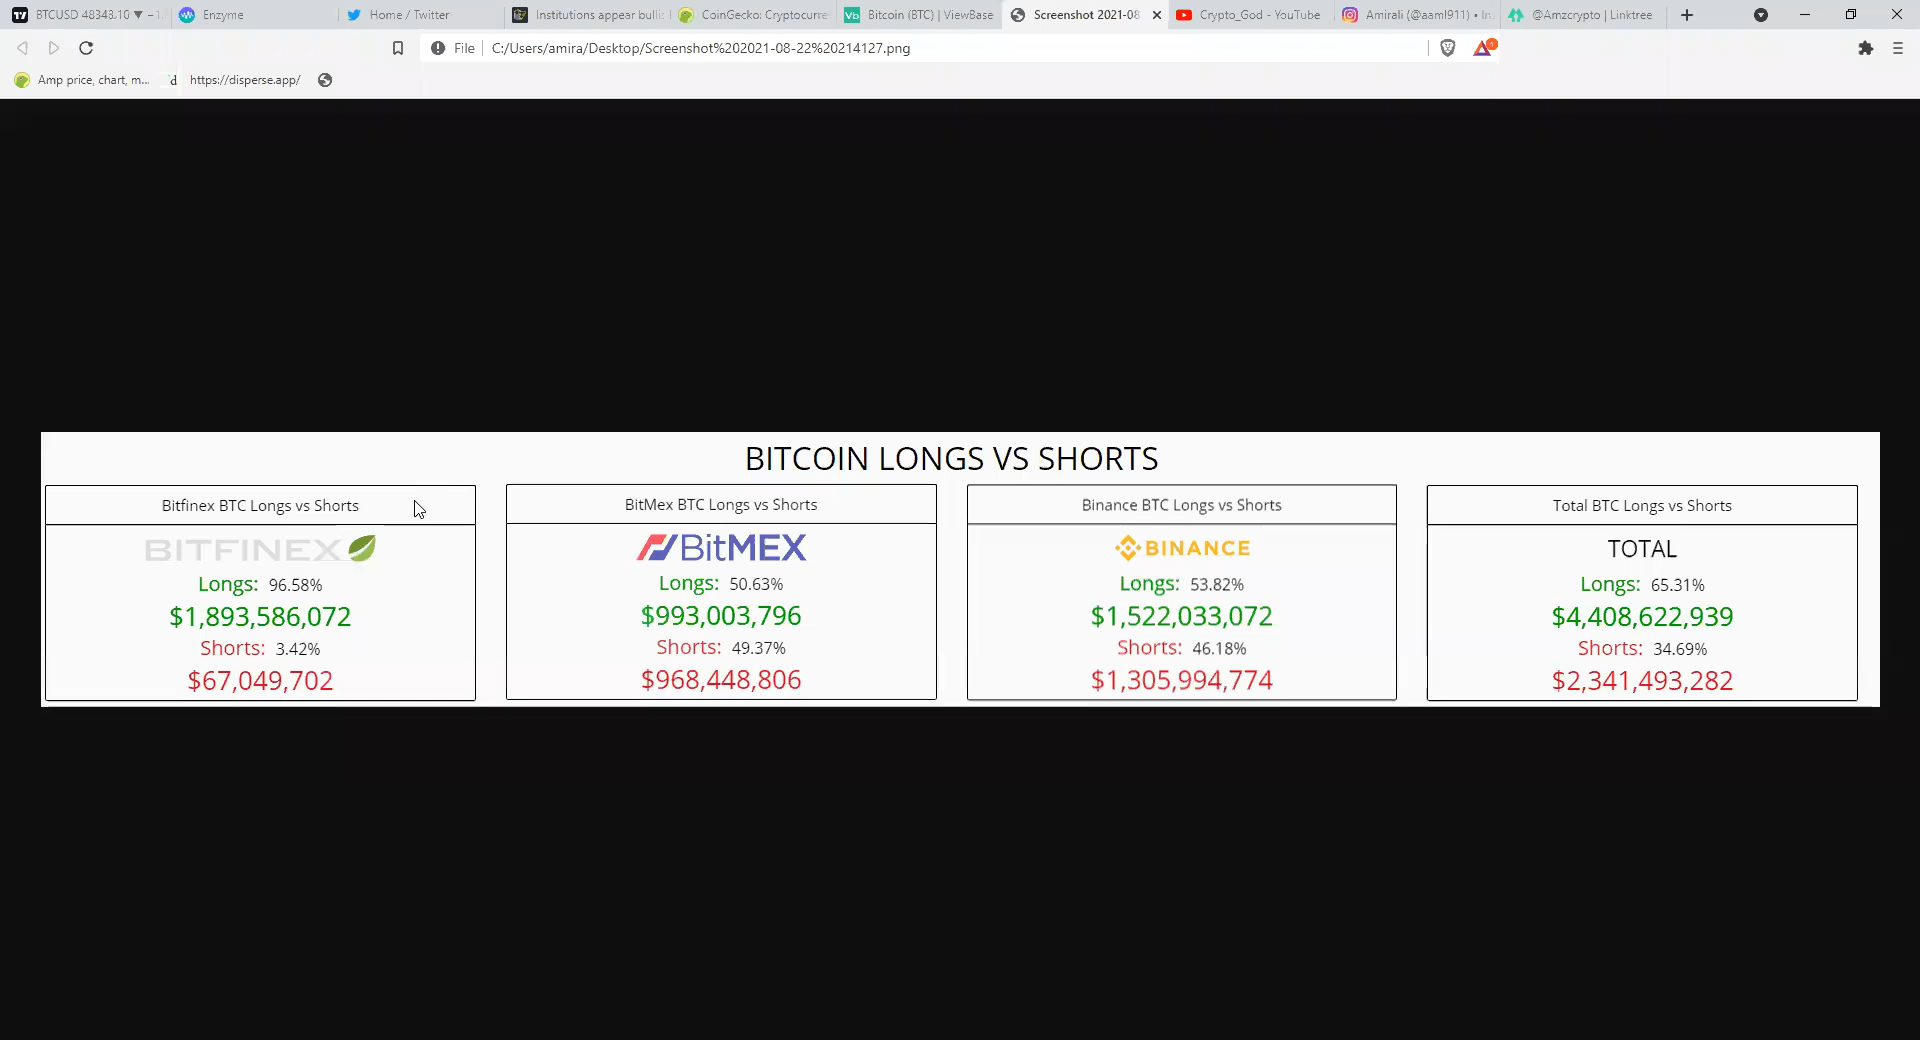 BTCUSD 48348.10 ▼ −1.
Enzyme
Home / Twitter
Institutions appear bullis
CoinGecko: Cryptocurre
Vb Bitcoin (BTC) | ViewBase
Screenshot 2021-08
Crypto_God - YouTube
Amirali (@aaml911) • In
@Amzcrypto | Linktree
File
C:/Users/amira/Desktop/Screenshot%202021-08-22%20214127.png
1
Amp price, chart, m...
d https://disperse.app/
BITCOIN LONGS VS SHORTS
Bitfinex BTC Longs vs Shorts
BITFINEX
Longs: 96.58%
$1,893,586,072
Shorts: 3.42%
$67,049,702
BitMex BTC Longs vs Shorts
BitMEX
Longs: 50.63%
$993,003,796
Shorts: 49.37%
$968,448,806
Binance BTC Longs vs Shorts
BINANCE
Longs: 53.82%
$1,522,033,072
Shorts: 46.18%
$1,305,994,774
Total BTC Longs vs Shorts
TOTAL
Longs: 65.31%
$4,408,622,939
Shorts: 34.69%
$2,341,493,282